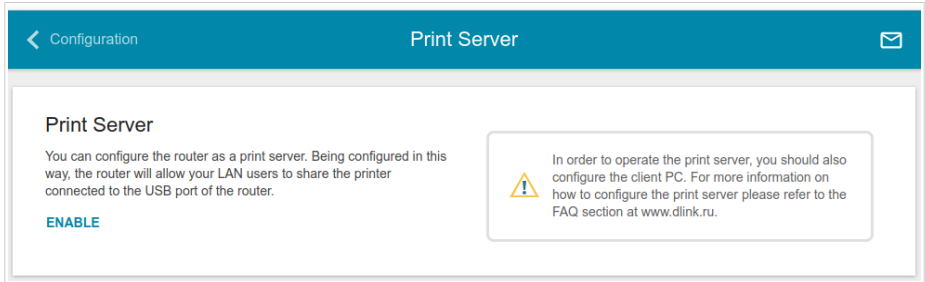 Configuration
Print Server
Print Server
You can configure the router as a print server. Being configured in this
way, the router will allow your LAN users to share the printer
connected to the USB port of the router.
ENABLE
In order to operate the print server, you should also
configure the client PC. For more information on
how to configure the print server please refer to the
FAQ section at www.dlink.ru.